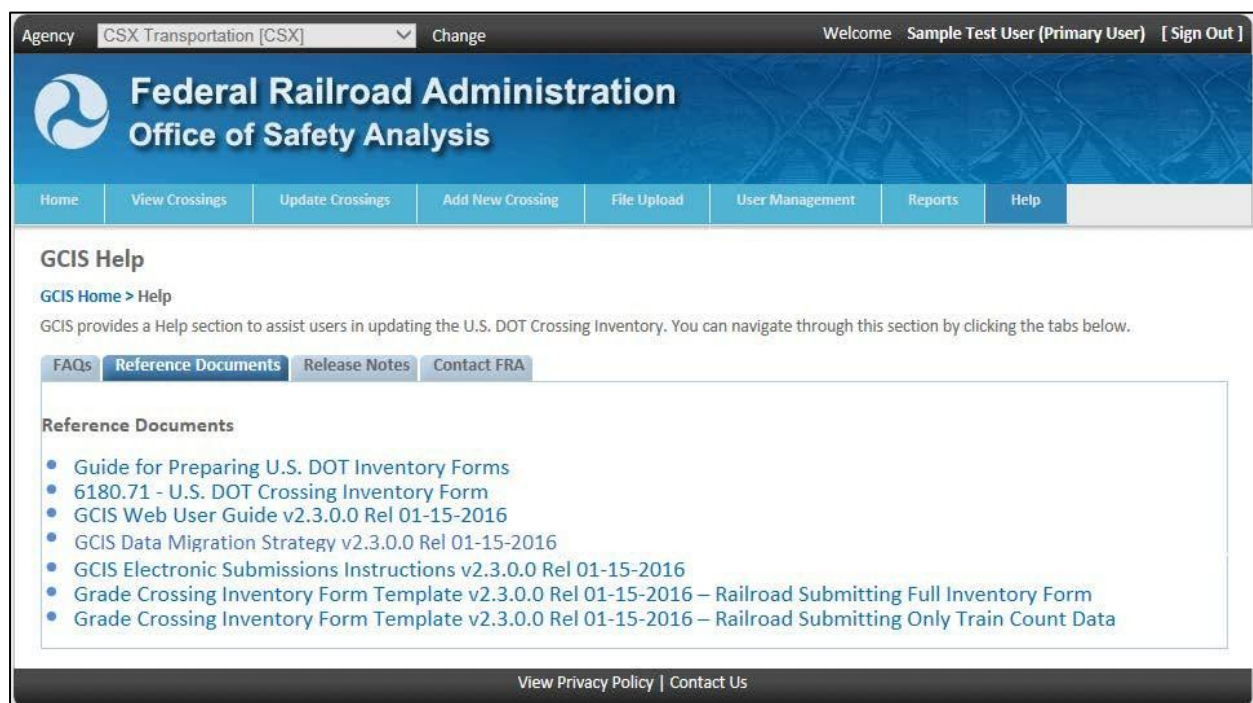 Agency CSX Transportation [CSX] Change Welcome Sample Test User (Primary User) [ Sign Out ]
Federal Railroad Administration
Office of Safety Analysis
Home View Crossings Update Crossings Add New Crossing File Upload User Management Reports Help
GCIS Help
GCIS Home > Help
GCIS provides a Help section to assist users in updating the U.S. DOT Crossing Inventory. You can navigate through this section by clicking the tabs below.
FAQs Reference Documents Release Notes Contact FRA
Reference Documents
• Guide for Preparing U.S. DOT Inventory Forms
• 6180.71 - U.S. DOT Crossing Inventory Form
• GCIS Web User Guide v2.3.0.0 Rel 01-15-2016
• GCIS Data Migration Strategy v2.3.0.0 Rel 01-15-2016
• GCIS Electronic Submissions Instructions v2.3.0.0 Rel 01-15-2016
• Grade Crossing Inventory Form Template v2.3.0.0 Rel 01-15-2016 – Railroad Submitting Full Inventory Form
• Grade Crossing Inventory Form Template v2.3.0.0 Rel 01-15-2016 – Railroad Submitting Only Train Count Data
View Privacy Policy | Contact Us